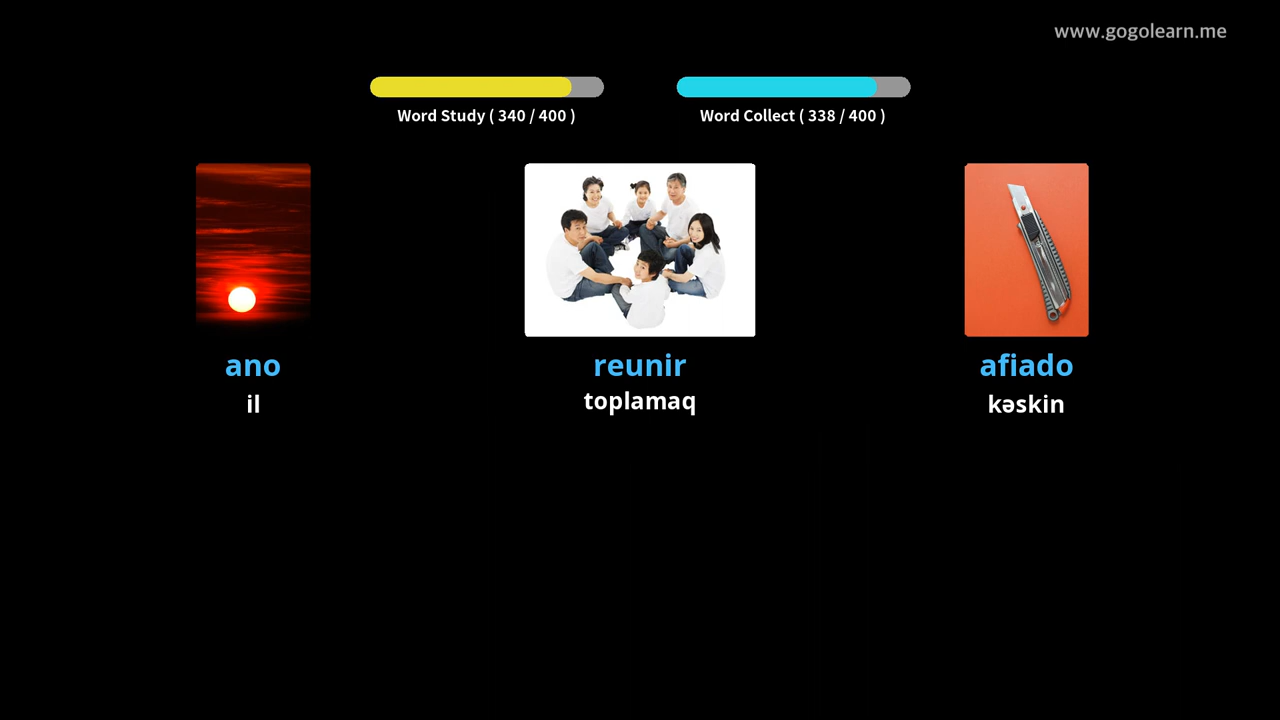 www.gogolearn.me
Word Study ( 340 / 400 )
Word Collect ( 338 / 400 )
ano
il
reunir
toplamaq
afiado
kəskin